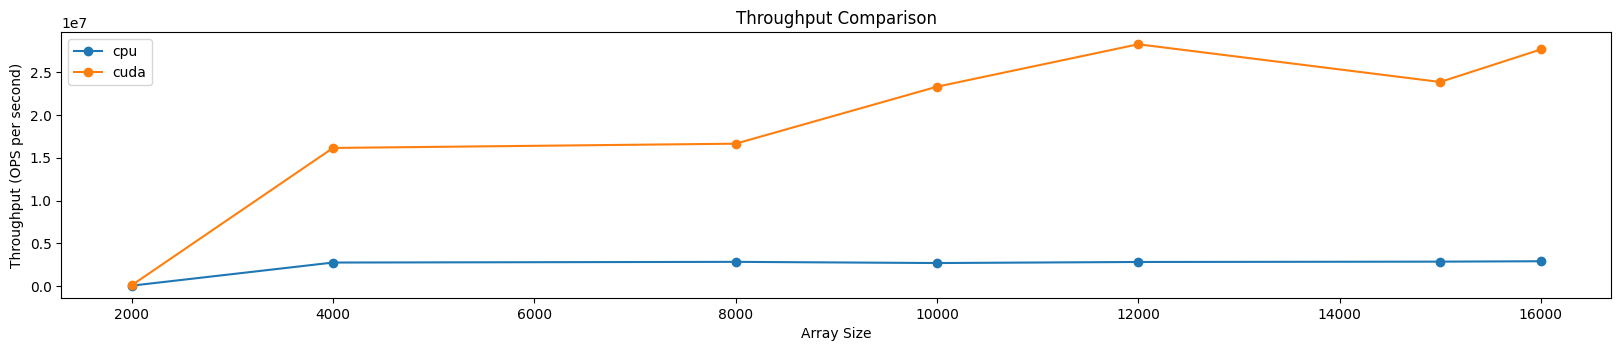 Throughput Comparison
1e7
cpu
cuda
Throughput (OPS per second)
2.5
2.0
1.5
1.0
0.5
0.0
2000 4000 6000 8000 10000 12000 14000 16000
Array Size